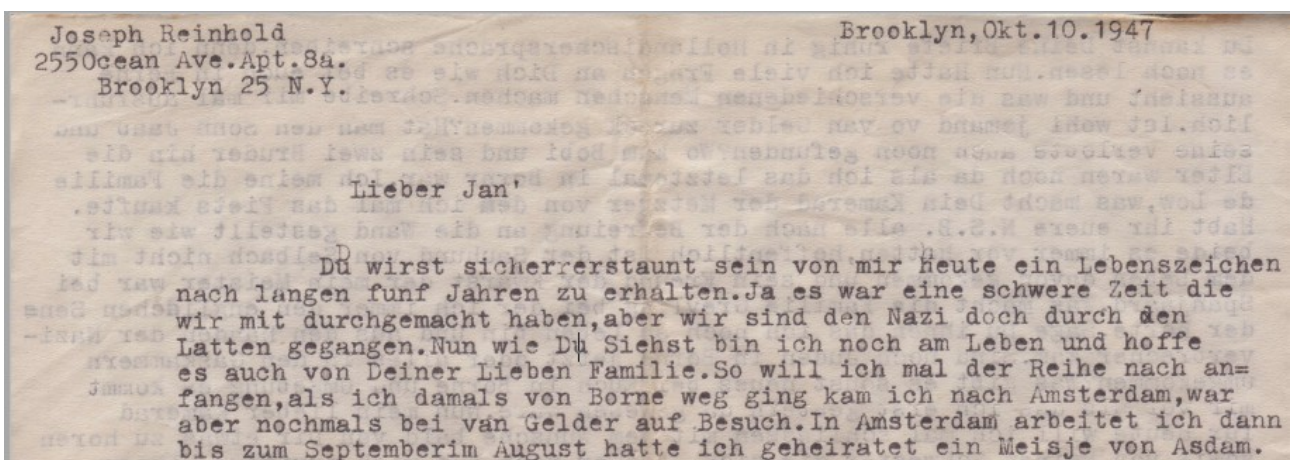 Joseph Reinhold
Brooklyn,Okt.10.1947
255Ocean Ave.Apt.8a.
Brooklyn 25 N.Y.
Lieber Jan'
Du wirst sicherrerstaunt sein von mir Heute ein Lebenszeichen
nach langen funf Jahren zu erhalten.Ja es war eine schwere Zeit die
wir mit durchgemacht haben,aber wir sind den Nazi doch durch den
Latten gegangen.Nun wie Du Siehst bin ich noch am Leben und hoffe
es auch von Deiner Lieben Familie.So will ich mal der Reihe nach an=
fangen,als ich damals von Borne weg ging kam ich nach Amsterdam,war
aber nochmals bei van Gelder auf Besuch.In Amsterdam arbeitet ich dann
bis zum Septemberim August hatte ich geheiratet ein Meisje von Asdam.